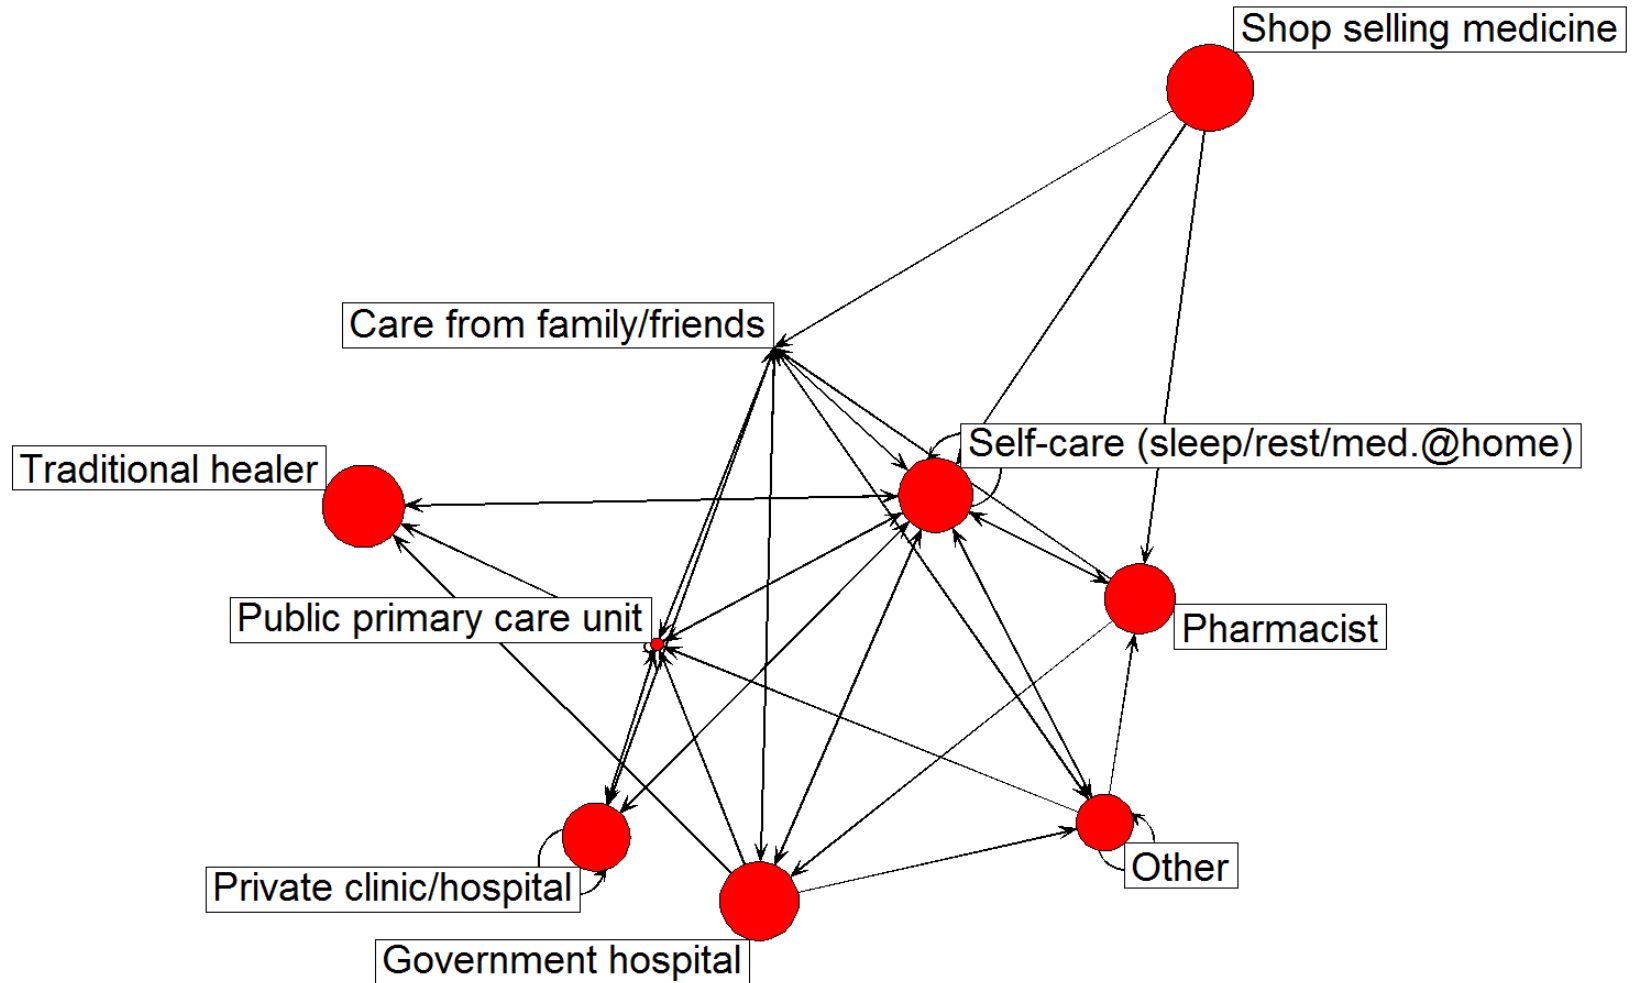 Shop selling medicine
Care from family/friends
Self-care (sleep/rest/med.@home)
Traditional healer
Public primary care unit
Pharmacist
Other
Private clinic/hospital
Government hospital